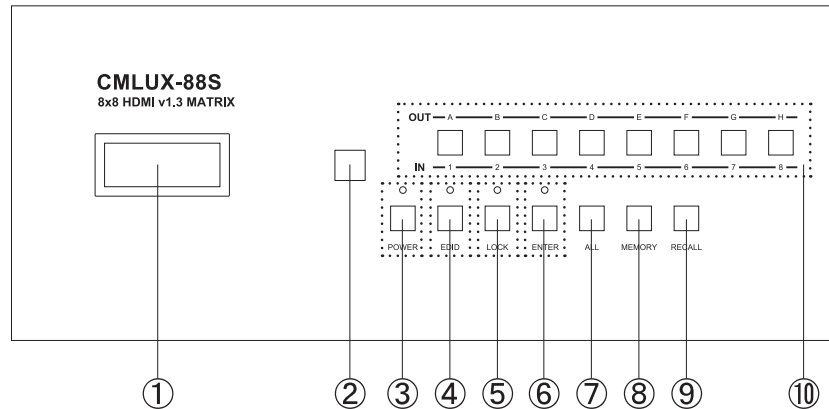 CMLUX-88S
8x8 HDMI v1.3 MATRIX
OUT A B C D E F G H
IN 1 2 3 4 5 6 7 8
POWER EDID LOCK ENTER ALL MEMORY RECALL
① ② ③ ④ ⑤ ⑥ ⑦ ⑧ ⑨ ⑩